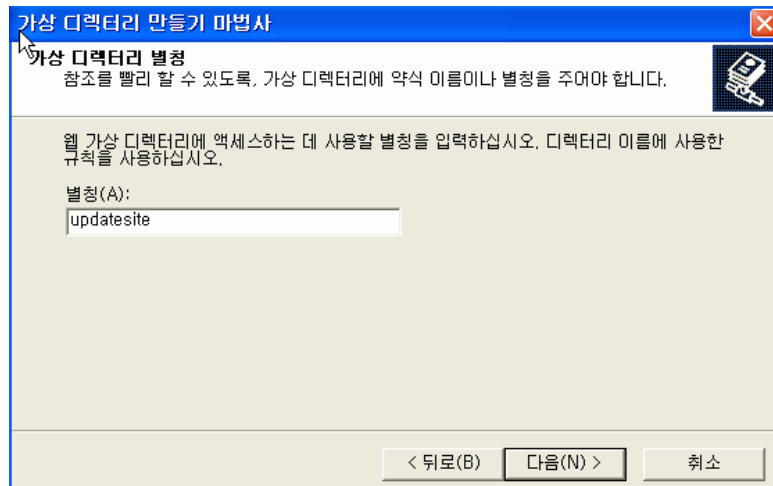 가상 디렉터리 만들기 마법사
가상 디렉터리 별칭
참조를 빨리 할 수 있도록, 가상 디렉터리에 약식 이름이나 별칭을 주어야 합니다.
웹 가상 디렉터리에 액세스하는 데 사용할 별칭을 입력하십시오. 디렉터리 이름에 사용한
규칙을 사용하십시오.
별칭(A):
updatesite
< 뒤로(B)
다음(N) >
취소